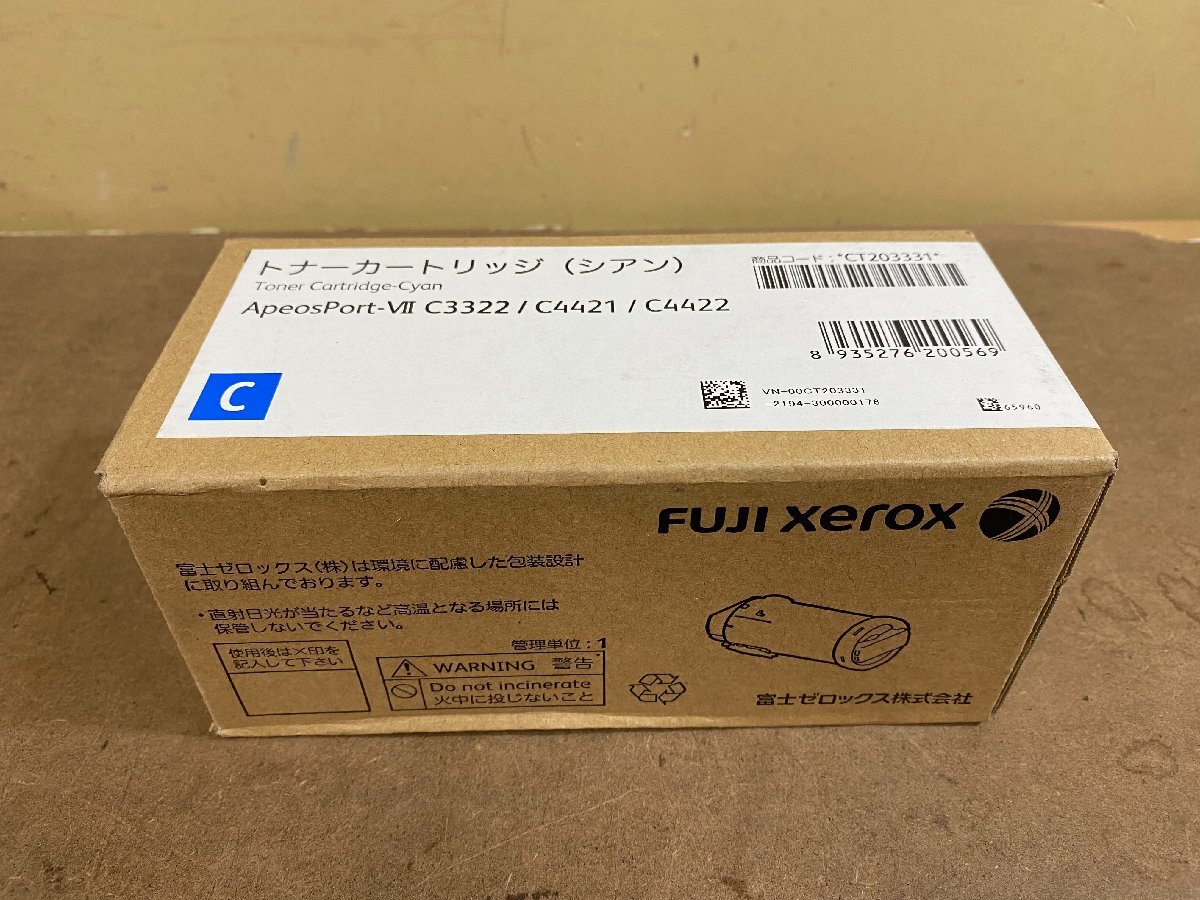 トナーカートリッジ（シアン）
Toner Cartridge-Cyan
ApeosPort-Ⅶ C3322 / C4421 / C4422
商品コード：*CT203331*
8 935276 200569
C
VN-00CT203331
2194-300000178
65960
FUJI xerox
富士ゼロックス(株)は環境に配慮した包装設計
に取り組んでおります。
・直射日光が当たるなど高温となる場所には
保管しないでください。
管理単位：1
使用後は×印を
記入して下さい
WARNING 警告
Do not incinerate
火中に投じないこと
富士ゼロックス株式会社